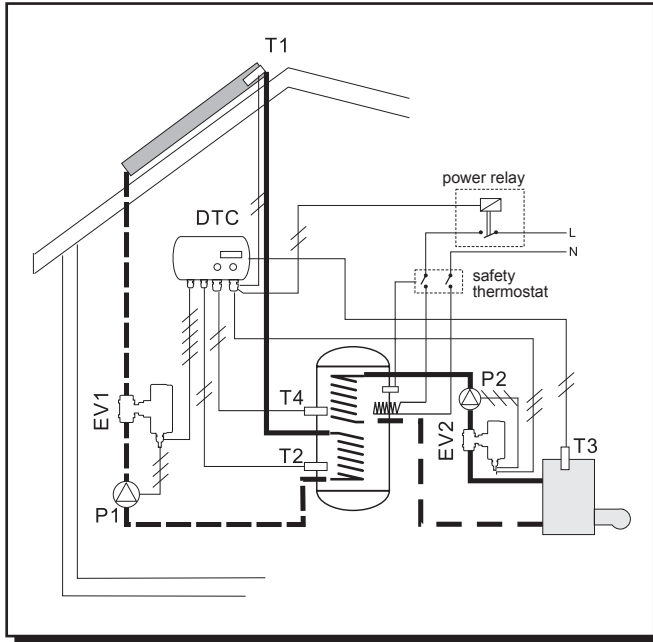 T1
power relay
DTC
L
N
safety
thermostat
EV1
T4
P2
EV2
T3
T2
P1